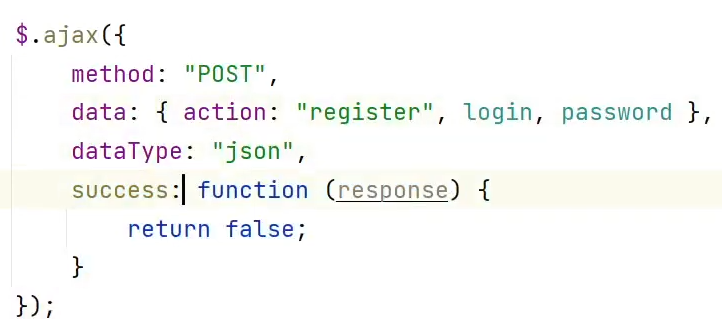 $.ajax({
    method: "POST",
    data: { action: "register", login, password },
    dataType: "json",
    success: function (response) {
        return false;
    }
});